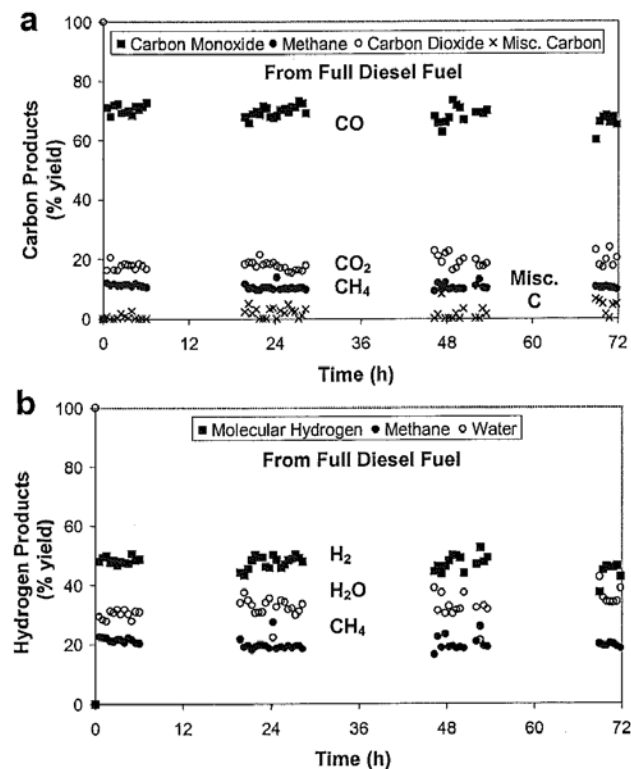 a
100
■ Carbon Monoxide ● Methane ○ Carbon Dioxide × Misc. Carbon
From Full Diesel Fuel
80
CO
60
Carbon Products
(% yield)
40
CO₂
20
CH₄
Misc.
C
0
0 12 24 36 48 60 72
Time (h)
b
100
■ Molecular Hydrogen ● Methane ○ Water
From Full Diesel Fuel
80
60
Hydrogen Products
(% yield)
H₂
40
H₂O
CH₄
20
0
0 12 24 36 48 60 72
Time (h)